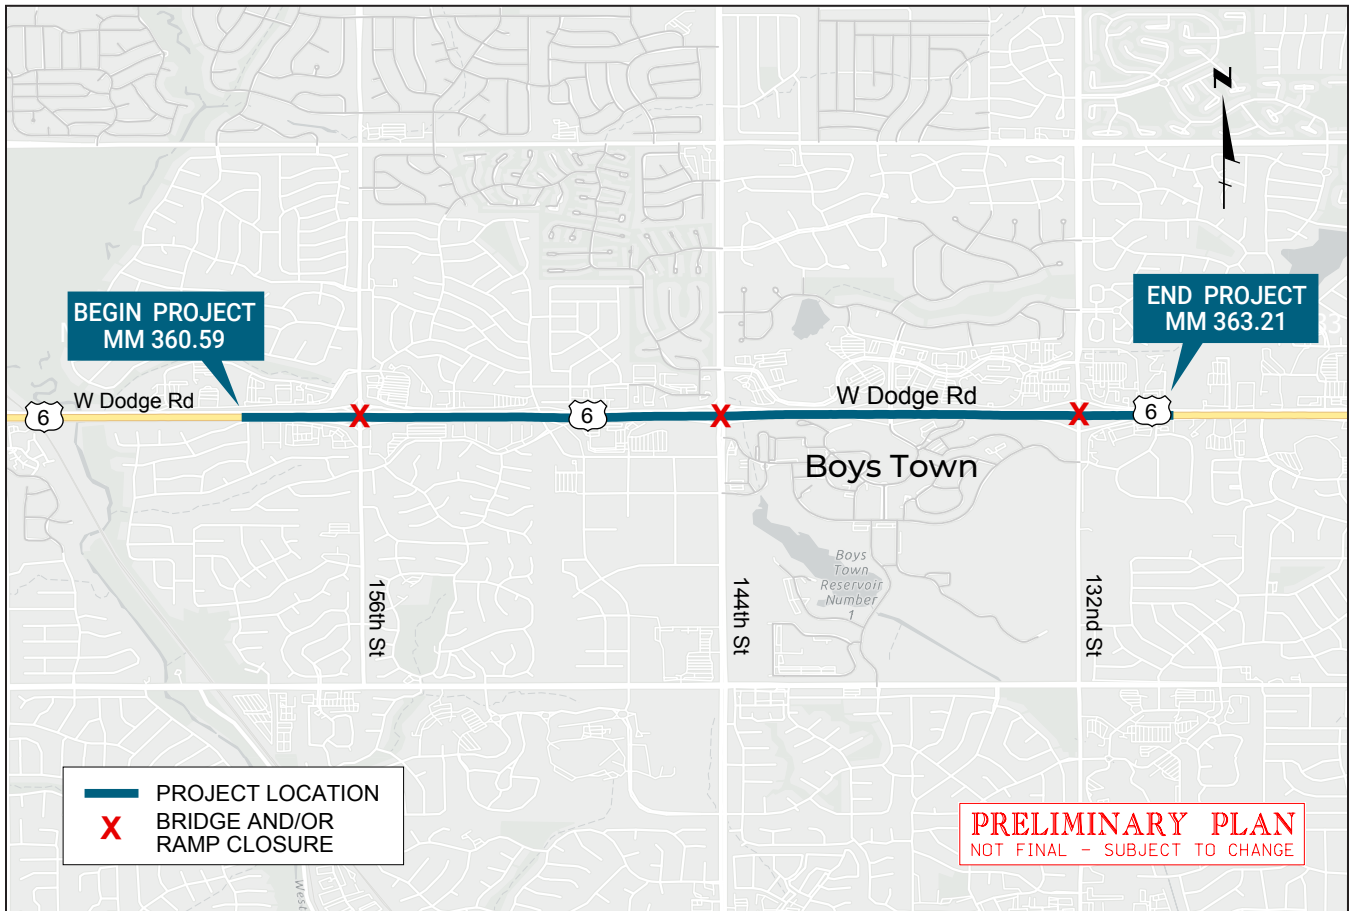 N
BEGIN PROJECT
MM 360.59
END PROJECT
MM 363.21
W Dodge Rd
W Dodge Rd
6
6
6
X
X
X
Boys Town
Boys
Town
Reservoir
Number
1
156th St
144th St
132nd St
PROJECT LOCATION
X BRIDGE AND/OR
RAMP CLOSURE
PRELIMINARY PLAN
NOT FINAL - SUBJECT TO CHANGE